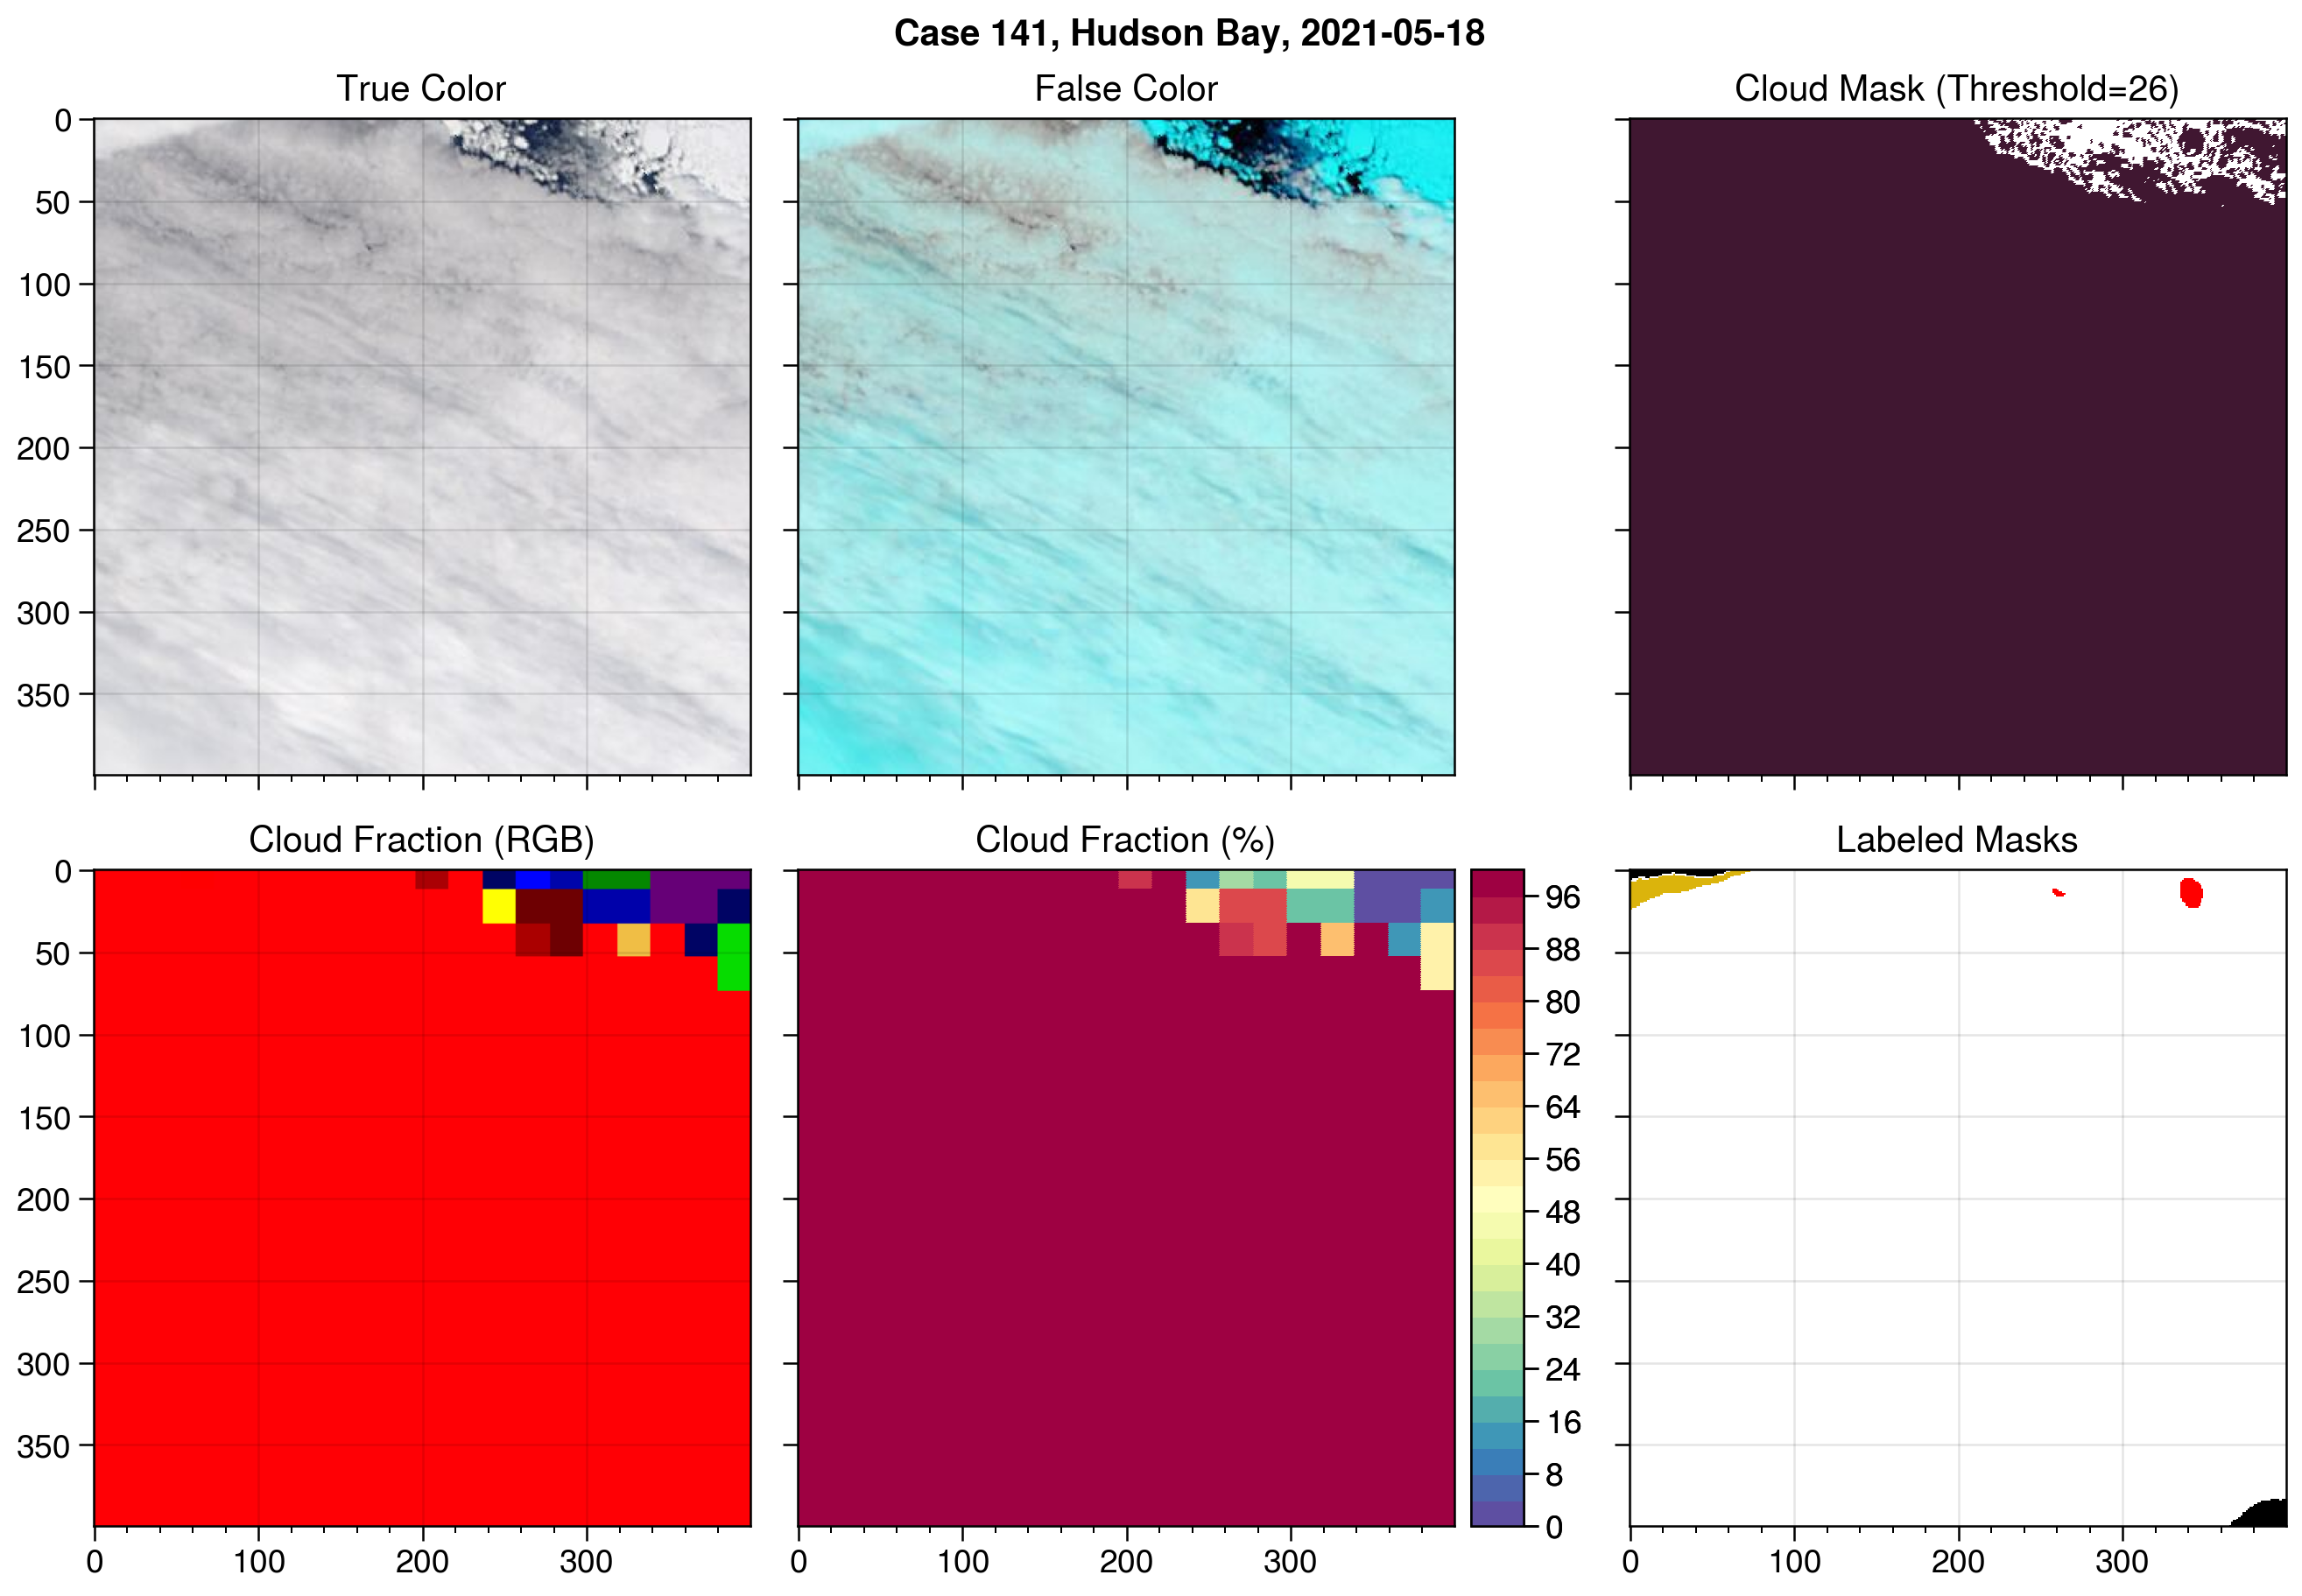 Case 141, Hudson Bay, 2021-05-18
True Color
False Color
Cloud Mask (Threshold=26)
0
50
100
150
200
250
300
350
Cloud Fraction (RGB)
Cloud Fraction (%)
Labeled Masks
0
50
100
150
200
250
300
350
96
88
80
72
64
56
48
40
32
24
16
8
0
0 100 200 300
0 100 200 300
0 100 200 300